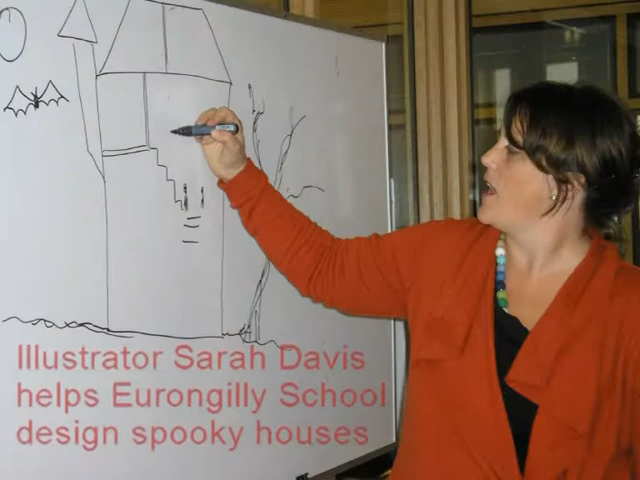 Illustrator Sarah Davis
helps Eurongilly School
design spooky houses